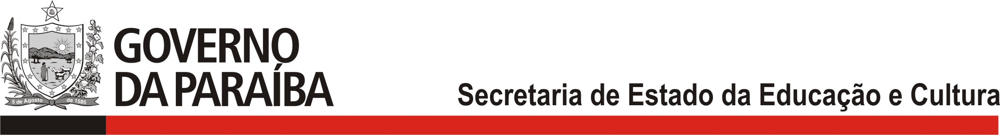 GOVERNO
DA PARAÍBA
Secretaria de Estado da Educação e Cultura
5 de Agosto de 1585